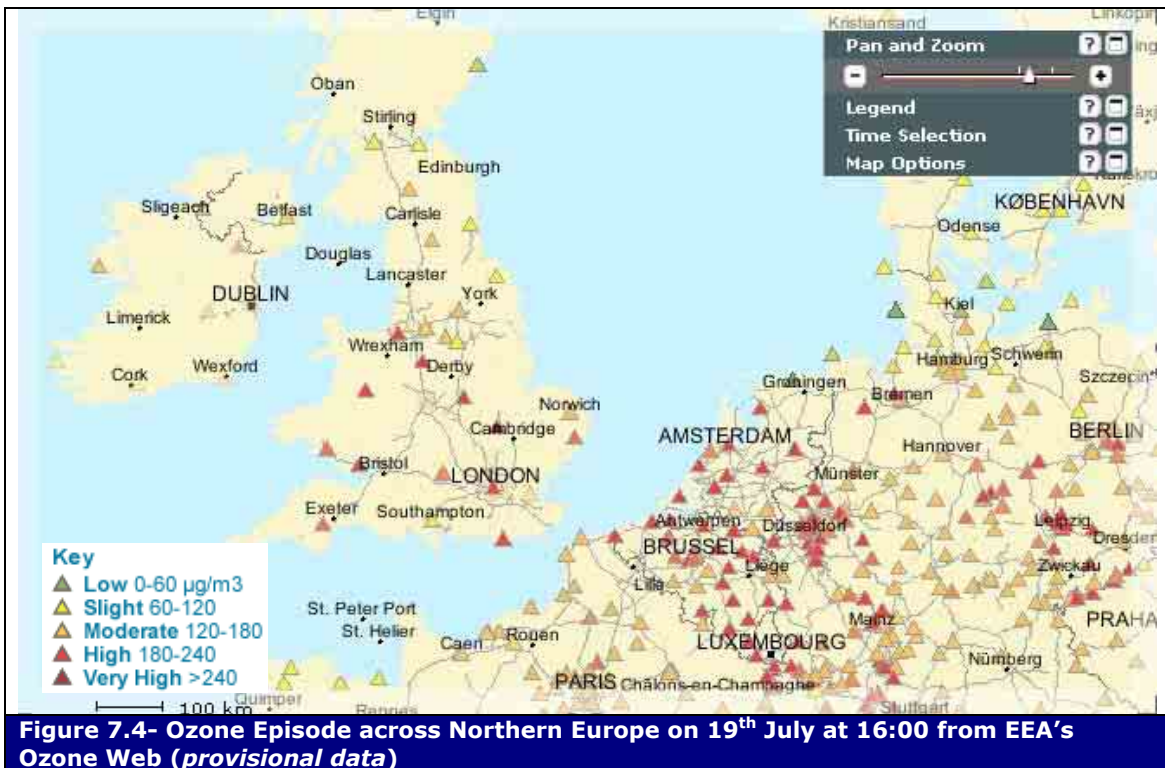 Elgin
Kristiansand
Linköping
Pan and Zoom
Oban
Legend
Stirling
Time Selection
Edinburgh
Map Options
Sligeach
Belfast
Carlisle
KØBENHAVN
Odense
Douglas
Lancaster
DUBLIN
York
Kiel
Limerick
Wrexham
Derby
Hamburg
Schwerin
Wexford
Cork
Groningen
Szczecin
Norwich
Bremen
Cambridge
AMSTERDAM
BERLIN
Hannover
Bristol
LONDON
Münster
Exeter
Southampton
Antwerpen
Düsseldorf
Leipzig
Dresden
BRUSSEL
Liege
Zwickau
Lille
Key
Low 0-60 µg/m3
Slight 60-120
Moderate 120-180
High 180-240
Very High >240
St. Peter Port
St. Helier
Caen
Rouen
Mainz
PRAHA
LUXEMBOURG
Nürnberg
PARIS
Châlons-en-Champagne
Quimper
Rennes
Stuttgart
100 km
Figure 7.4- Ozone Episode across Northern Europe on 19th July at 16:00 from EEA's
Ozone Web (provisional data)